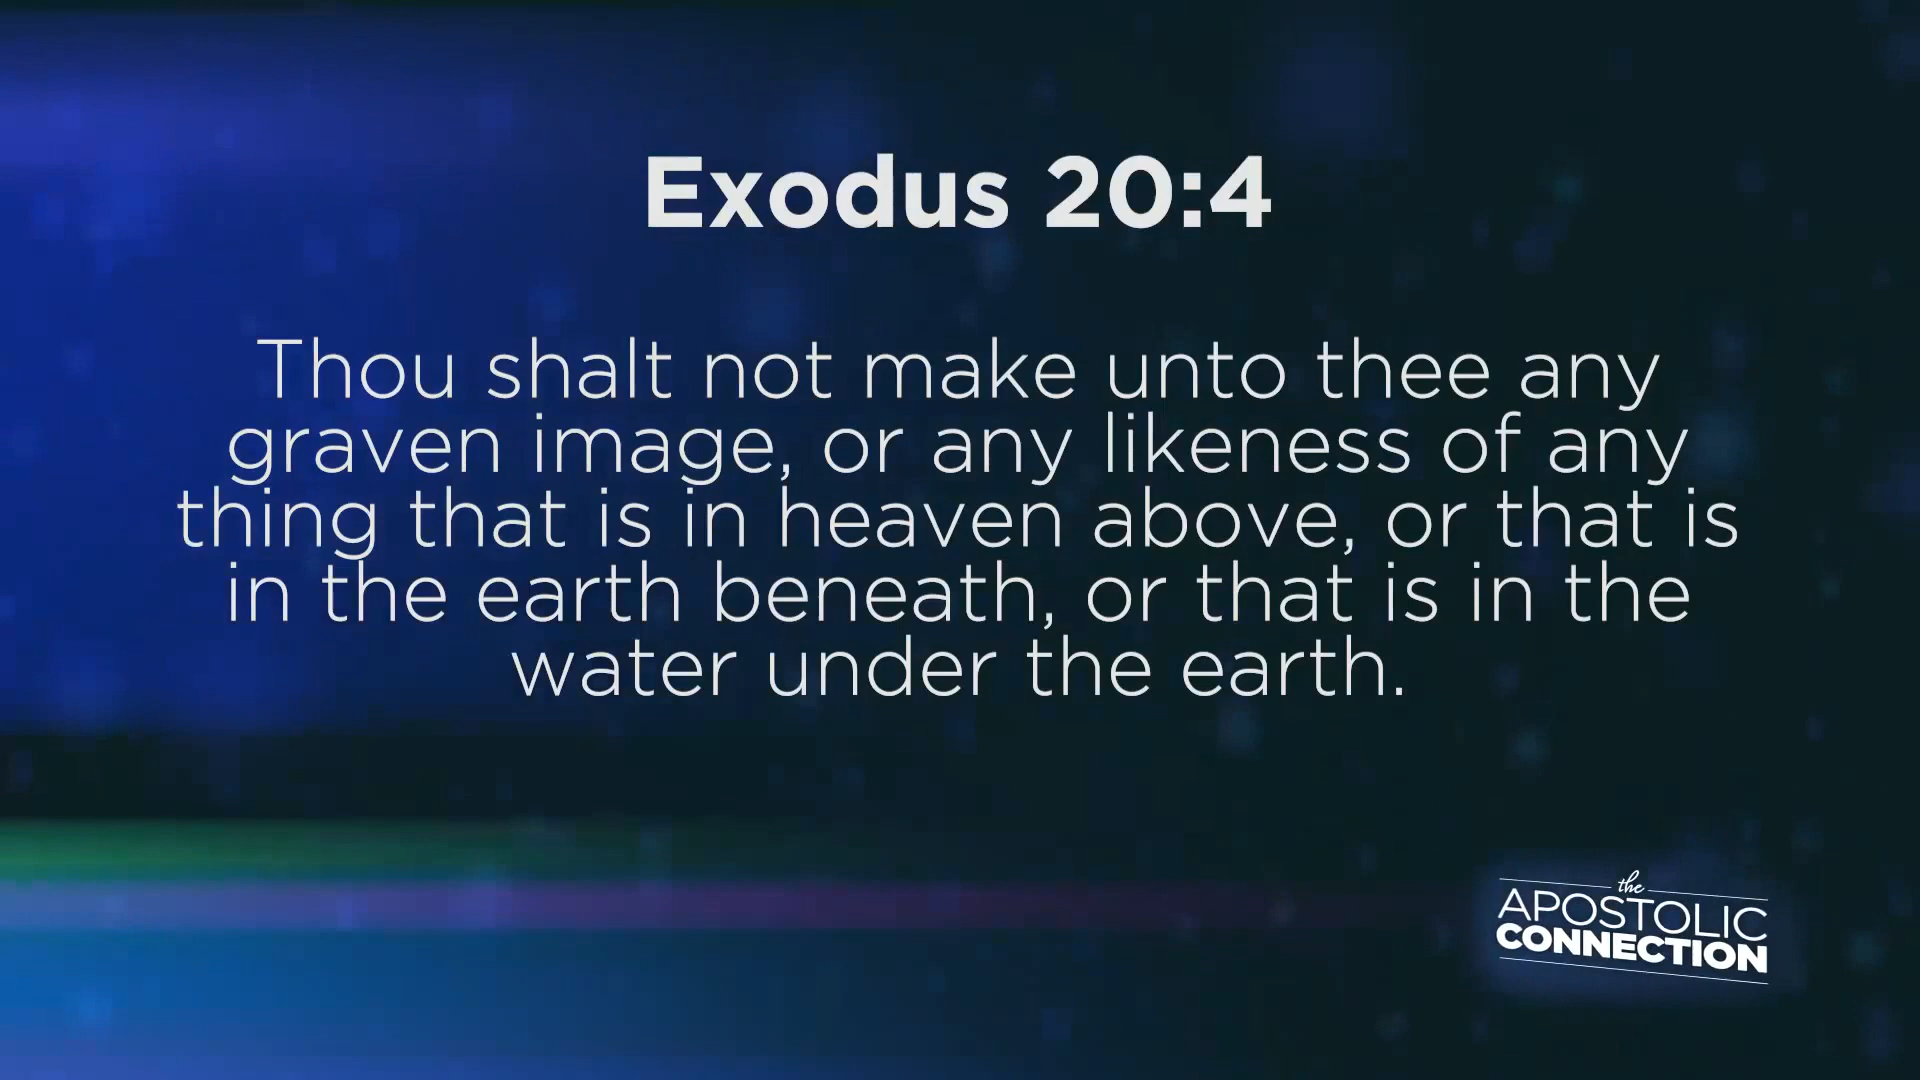 Exodus 20:4
Thou shalt not make unto thee any
graven image, or any likeness of any
thing that is in heaven above, or that is
in the earth beneath, or that is in the
water under the earth.
the
APOSTOLIC
CONNECTION